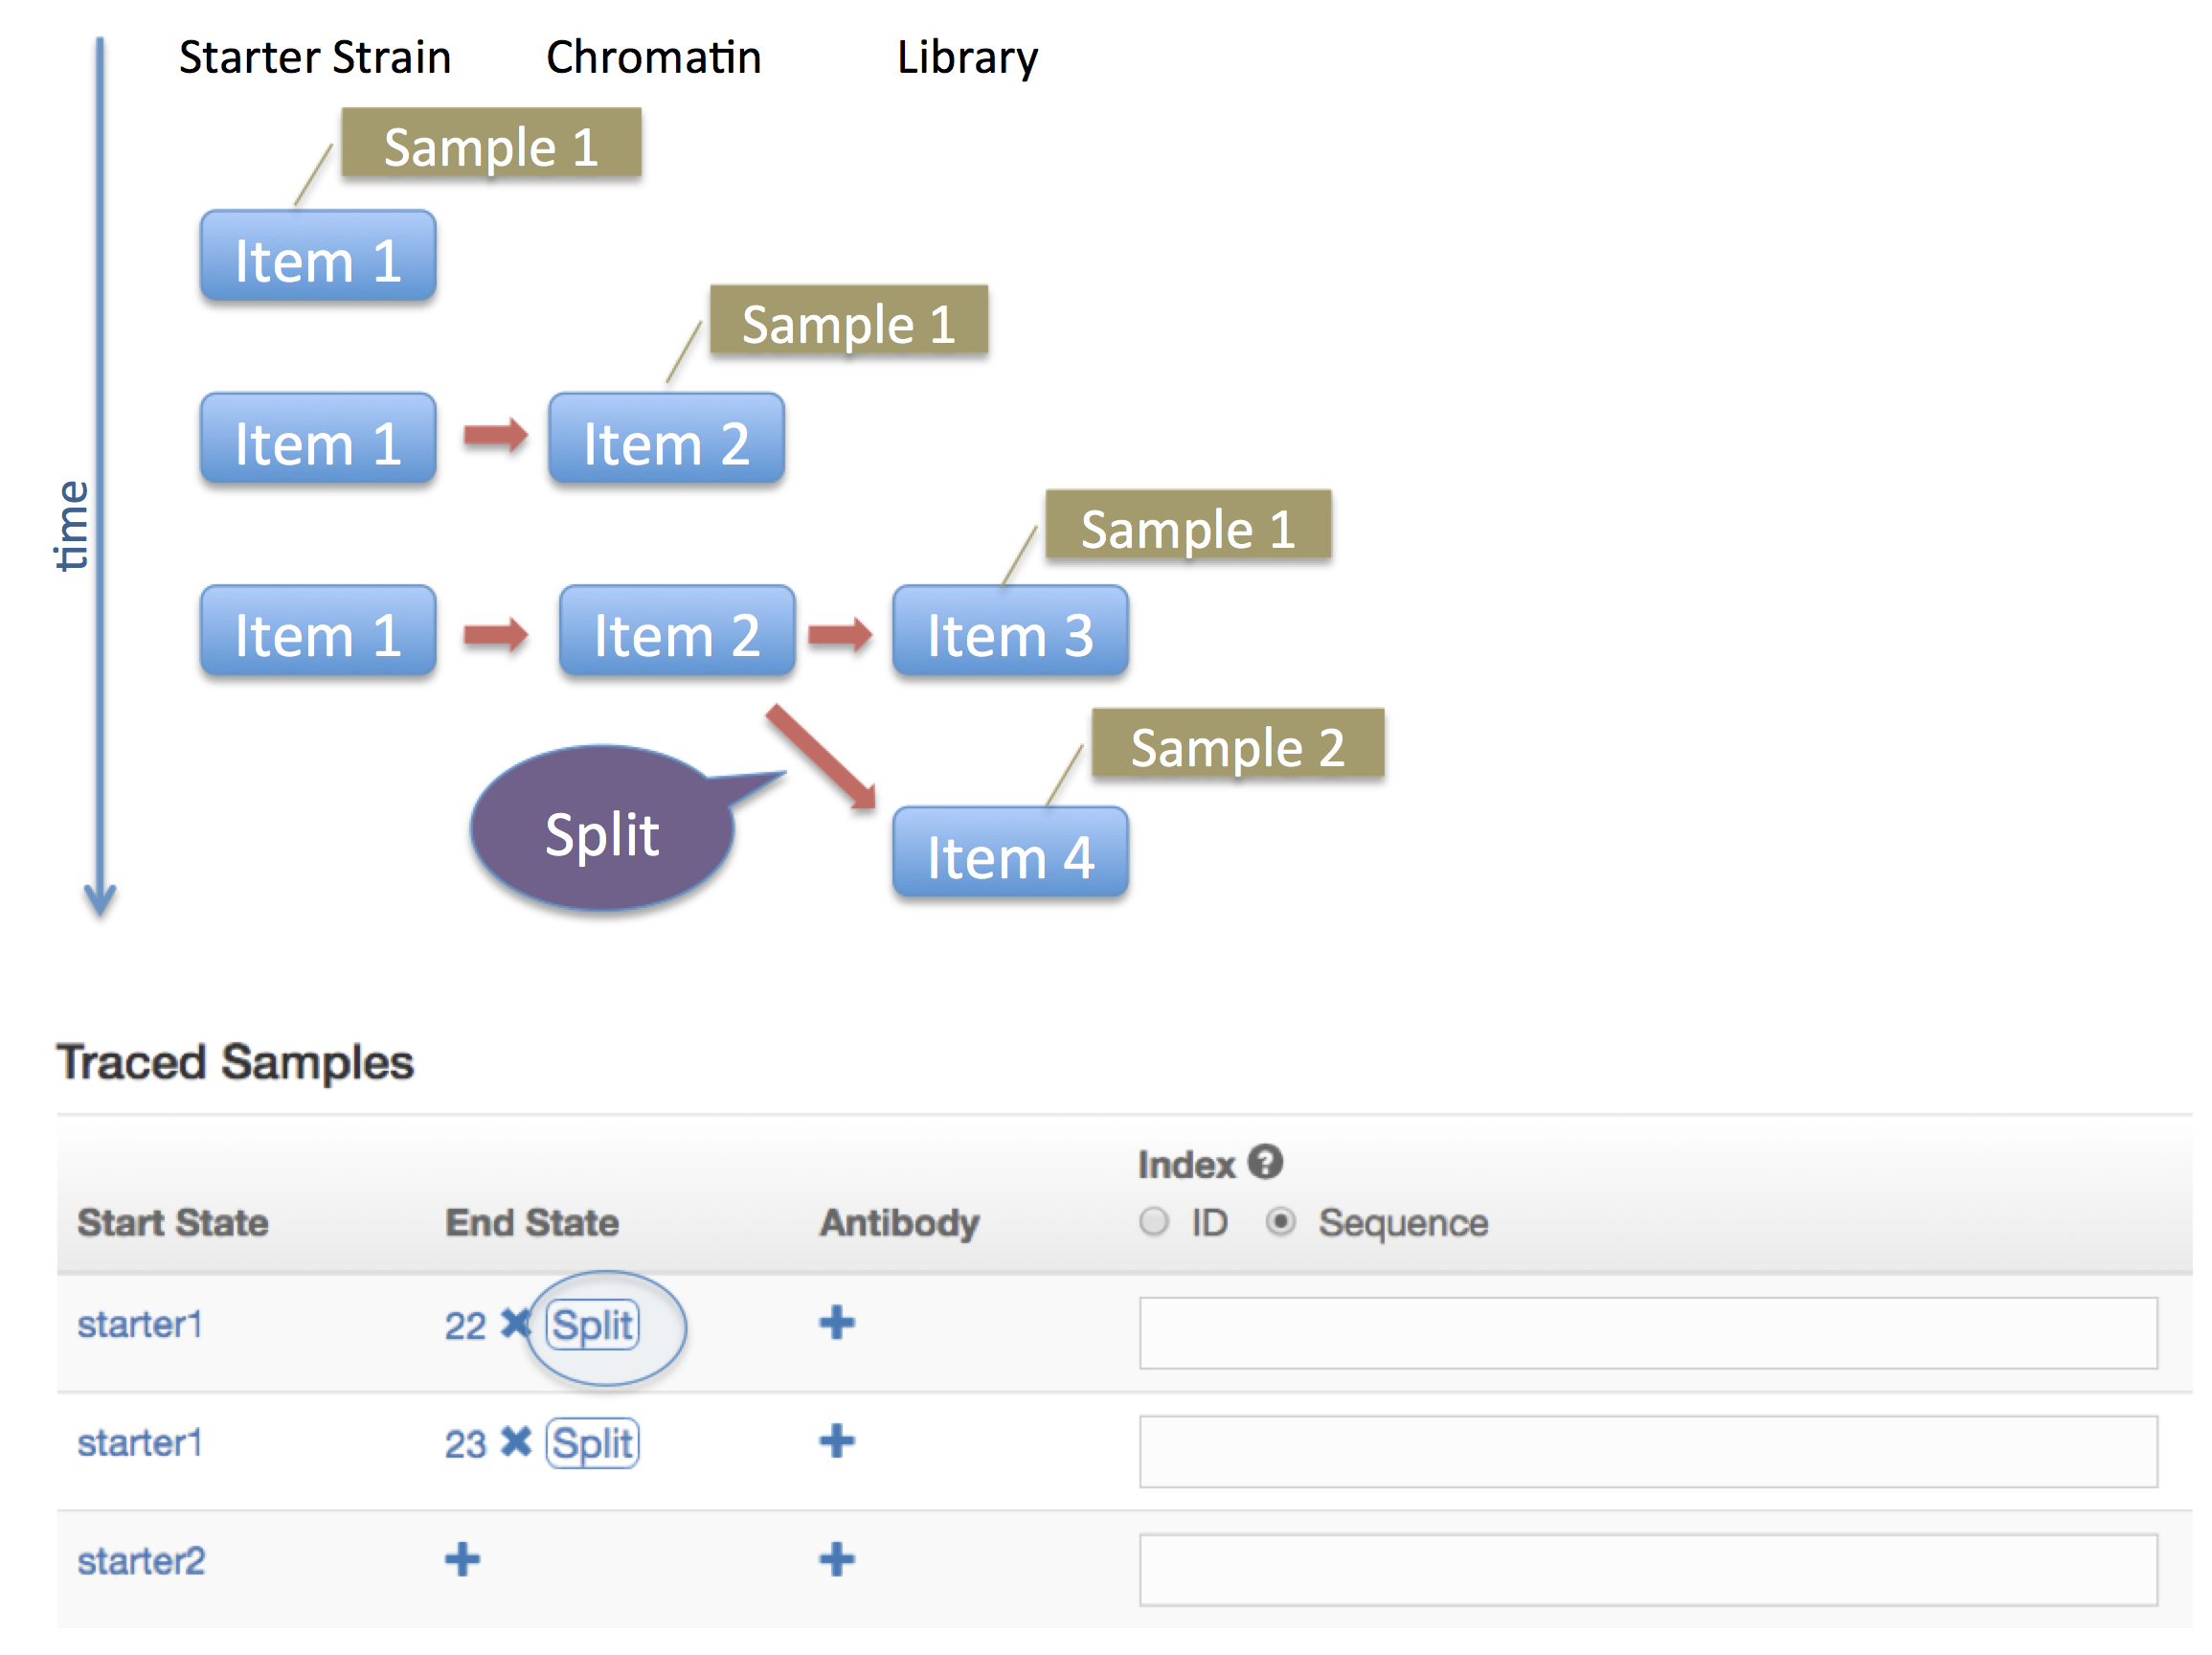 Starter Strain Chromatin Library
Sample 1
Item 1
Sample 1
Item 1 Item 2
Sample 1
Item 1 Item 2 Item 3
Sample 2
Split
Item 4
time
Traced Samples
Index ?
Start State End State Antibody ID Sequence
starter1 22 Split
starter1 23 Split
starter2